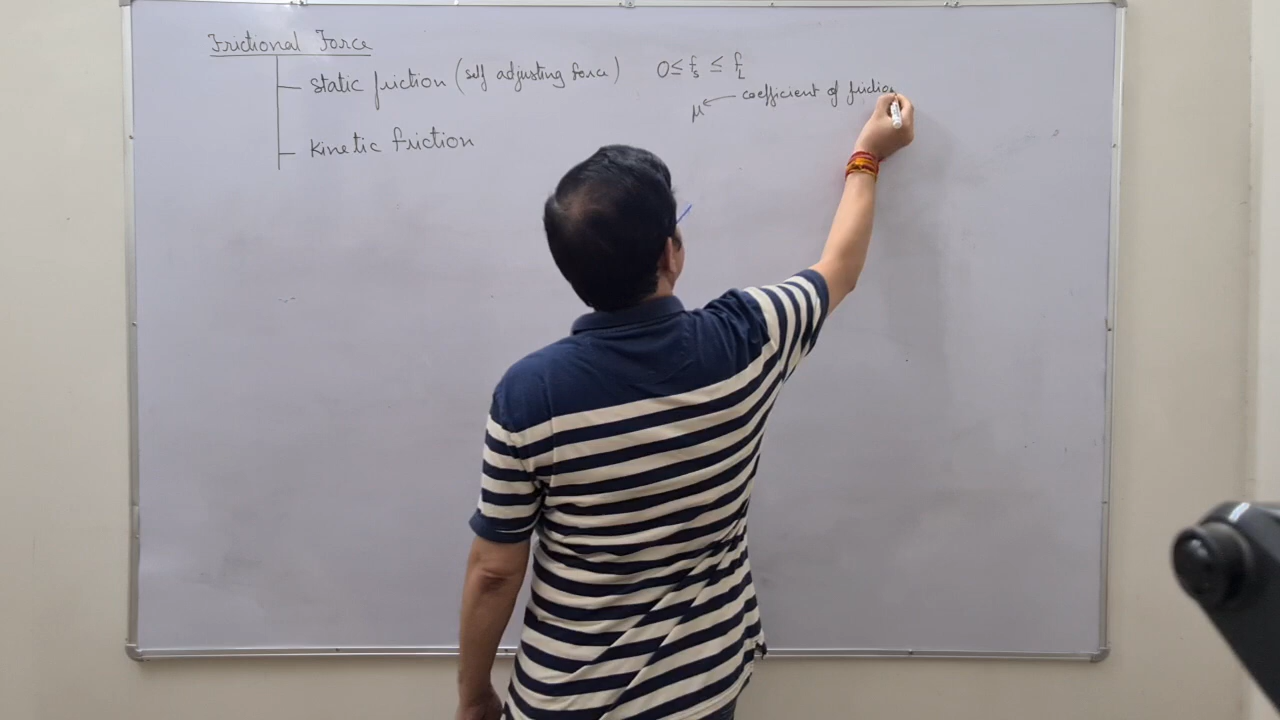 Frictional Force
static friction (self adjusting force) 0 ≤ fs ≤ fL
μ ← coefficient of friction
Kinetic friction